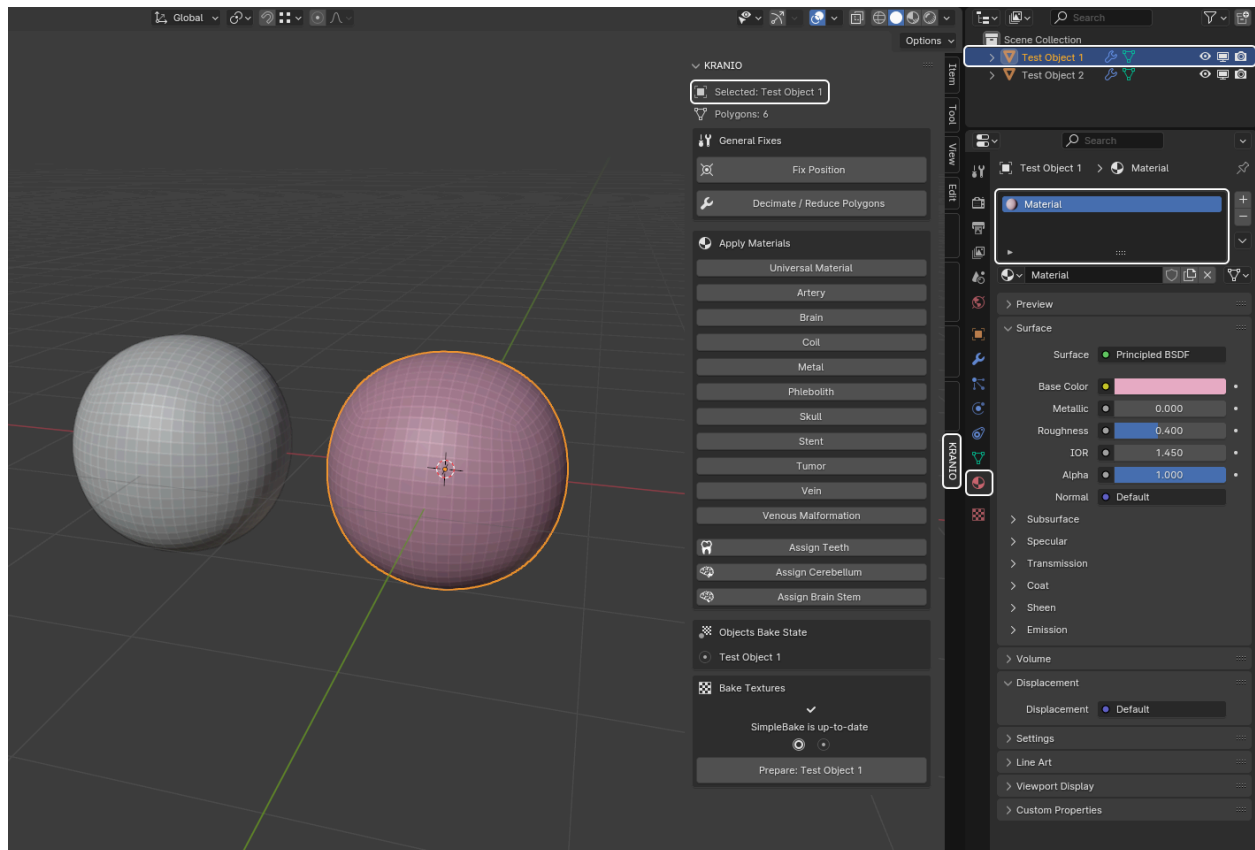 Global
Search
Options
Scene Collection
Test Object 1
Test Object 2
KRANIO
Selected: Test Object 1
Polygons: 6
General Fixes
Fix Position
Decimate / Reduce Polygons
Apply Materials
Universal Material
Artery
Brain
Coil
Metal
Phlebolith
Skull
Stent
Tumor
Vein
Venous Malformation
Assign Teeth
Assign Cerebellum
Assign Brain Stem
Objects Bake State
Test Object 1
Bake Textures
SimpleBake is up-to-date
Prepare: Test Object 1
Item
Tool
View
Edit
KRANIO
Search
Test Object 1 > Material
Material
Material
Preview
Surface
Surface Principled BSDF
Base Color
Metallic 0.000
Roughness 0.400
IOR 1.450
Alpha 1.000
Normal Default
Subsurface
Specular
Transmission
Coat
Sheen
Emission
Volume
Displacement
Displacement Default
Settings
Line Art
Viewport Display
Custom Properties